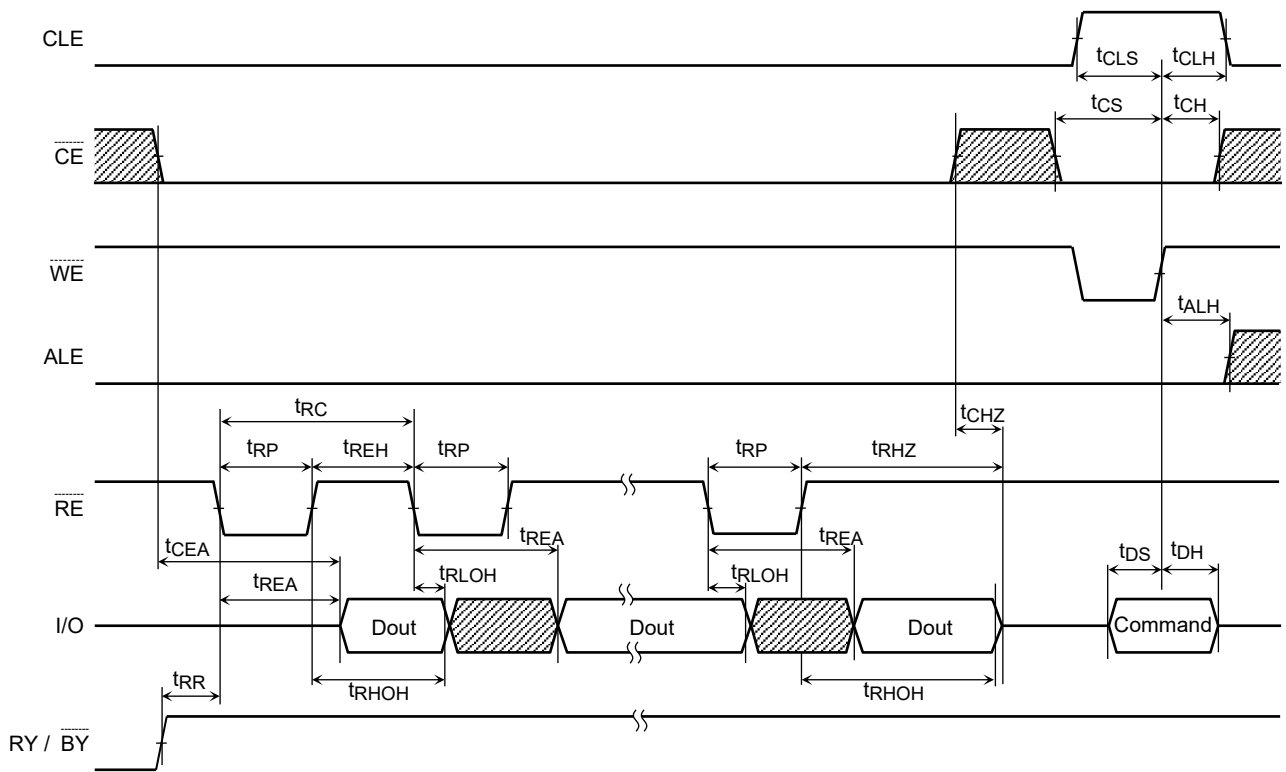 CLE
tCLS tCLH
tCS tCH
CE
WE
tALH
ALE
tRC
tCHZ
tRP tREH tRP tRP tRHZ
RE
tCEA
tREA tREA
tDS tDH
tREA tRLOH tRLOH
I/O Dout Dout Dout Command
tRR tRHOH tRHOH
RY / BY